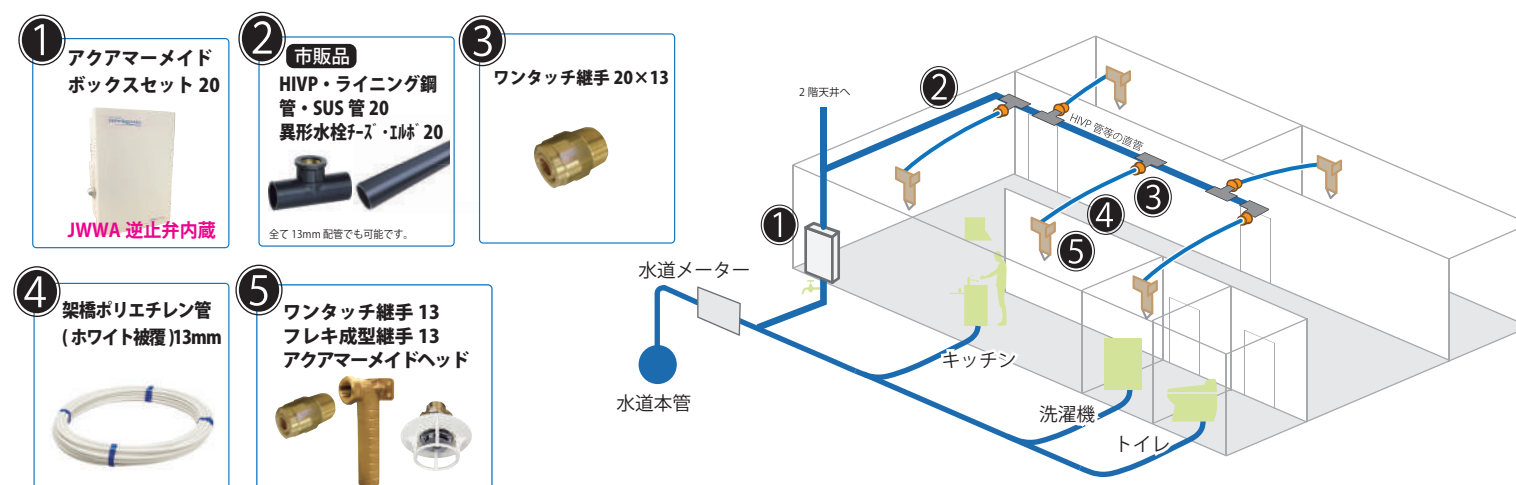 1
アクアマーメイド
ボックスセット 20
JWWA 逆止弁内蔵
2
市販品
HIVP・ライニング鋼
管・SUS 管 20
異形水栓チーズ・エルボ 20
全て 13mm 配管でも可能です。
3
ワンタッチ継手 20×13
4
架橋ポリエチレン管
(ホワイト被覆)13mm
5
ワンタッチ継手 13
フレキ成型継手 13
アクアマーメイドヘッド
2 階天井へ
2
HIVP 管等の直管
3
4
5
1
水道メーター
水道本管
キッチン
洗濯機
トイレ